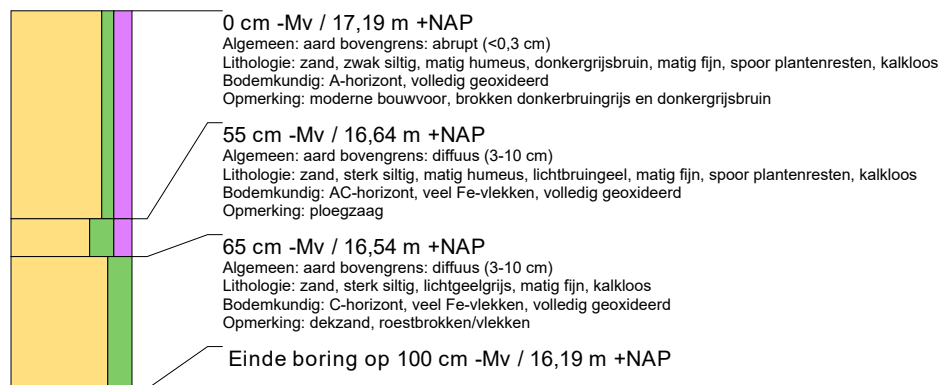 0 cm -Mv / 17,19 m +NAP
Algemeen: aard bovengrens: abrupt (<0,3 cm)
Lithologie: zand, zwak siltig, matig humeus, donkergrijsbruin, matig fijn, spoor plantenresten, kalkloos
Bodemkundig: A-horizont, volledig geoxideerd
Opmerking: moderne bouwvoor, brokken donkerbruingrijs en donkergrijsbruin
55 cm -Mv / 16,64 m +NAP
Algemeen: aard bovengrens: diffuus (3-10 cm)
Lithologie: zand, sterk siltig, matig humeus, lichtbruingeel, matig fijn, spoor plantenresten, kalkloos
Bodemkundig: AC-horizont, veel Fe-vlekken, volledig geoxideerd
Opmerking: ploegzaag
65 cm -Mv / 16,54 m +NAP
Algemeen: aard bovengrens: diffuus (3-10 cm)
Lithologie: zand, sterk siltig, lichtgeelgrijs, matig fijn, kalkloos
Bodemkundig: C-horizont, veel Fe-vlekken, volledig geoxideerd
Opmerking: dekzand, roestbrokken/vlekken
Einde boring op 100 cm -Mv / 16,19 m +NAP